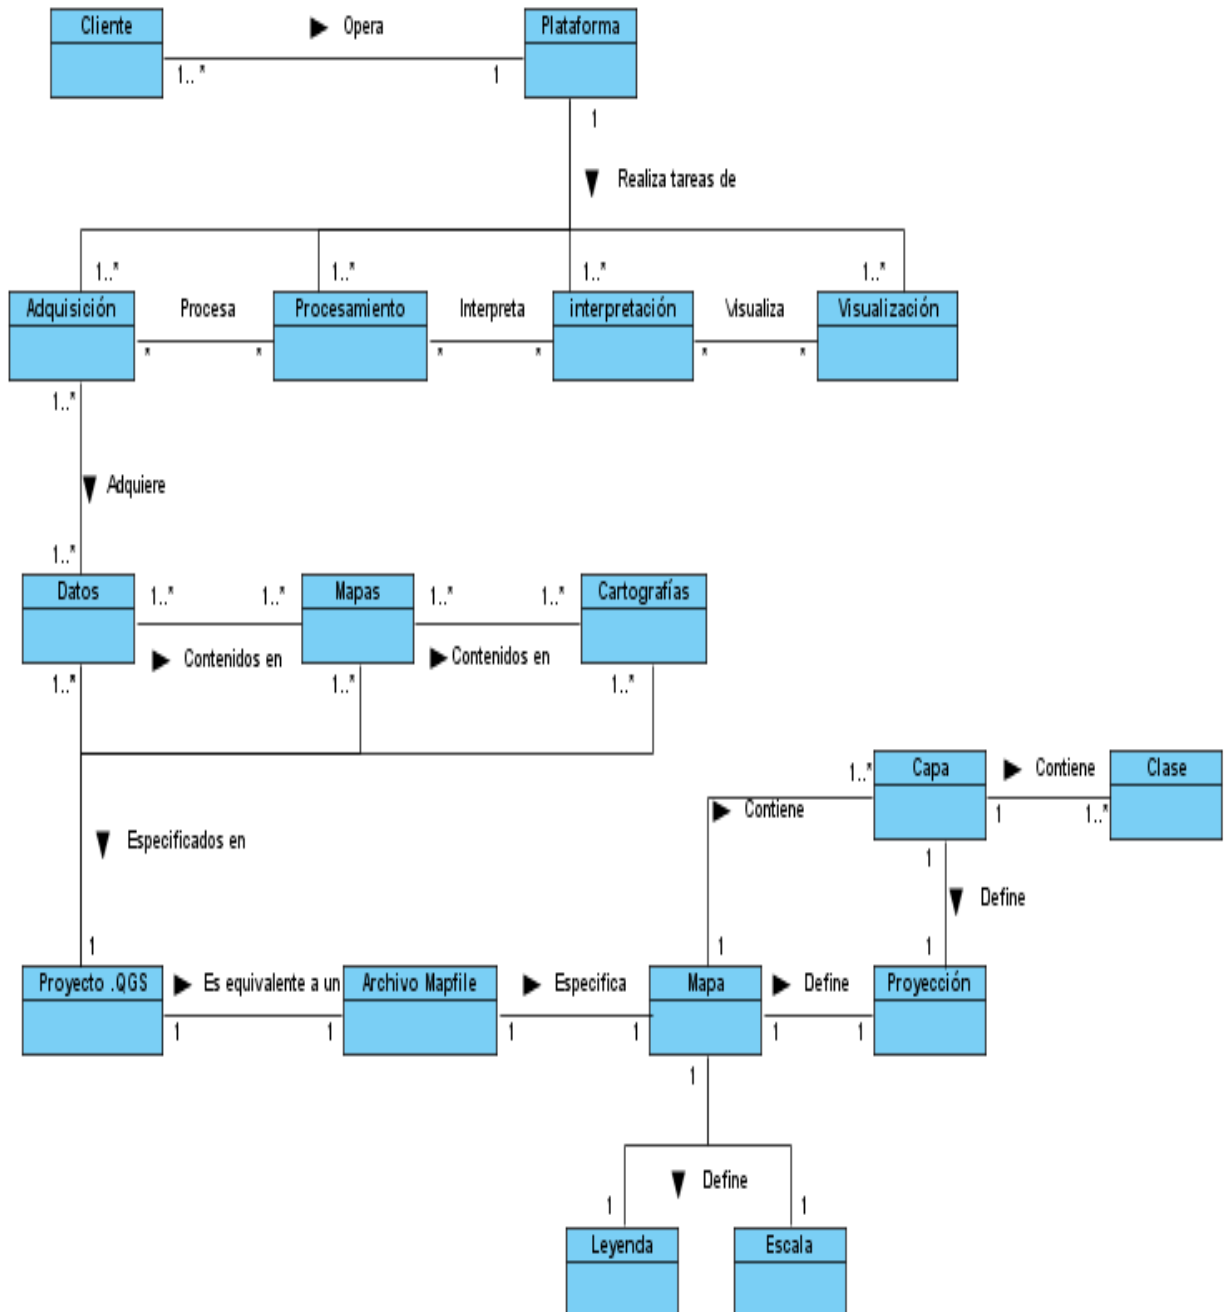 Cliente
Opera
Plataforma
1.. *
1
1
Realiza tareas de
1..*
1..*
1..*
1..*
Adquisición
Procesa
Procesamiento
Interpreta
interpretación
Visualiza
Visualización
*
*
*
*
*
*
1..*
Adquiere
1..*
Datos
1..*
1..*
Mapas
1..*
1..*
Cartografías
Contenidos en
Contenidos en
1..*
1..*
1..*
1..*
Capa
Contiene
Clase
Contiene
1
1..*
Especificados en
1
Define
1
1
1
Proyecto .QGS
Es equivalente a un
Archivo Mapfile
Especifica
Mapa
Define
Proyección
1
1
1
1
1
1
1
Define
1
1
Leyenda
Escala